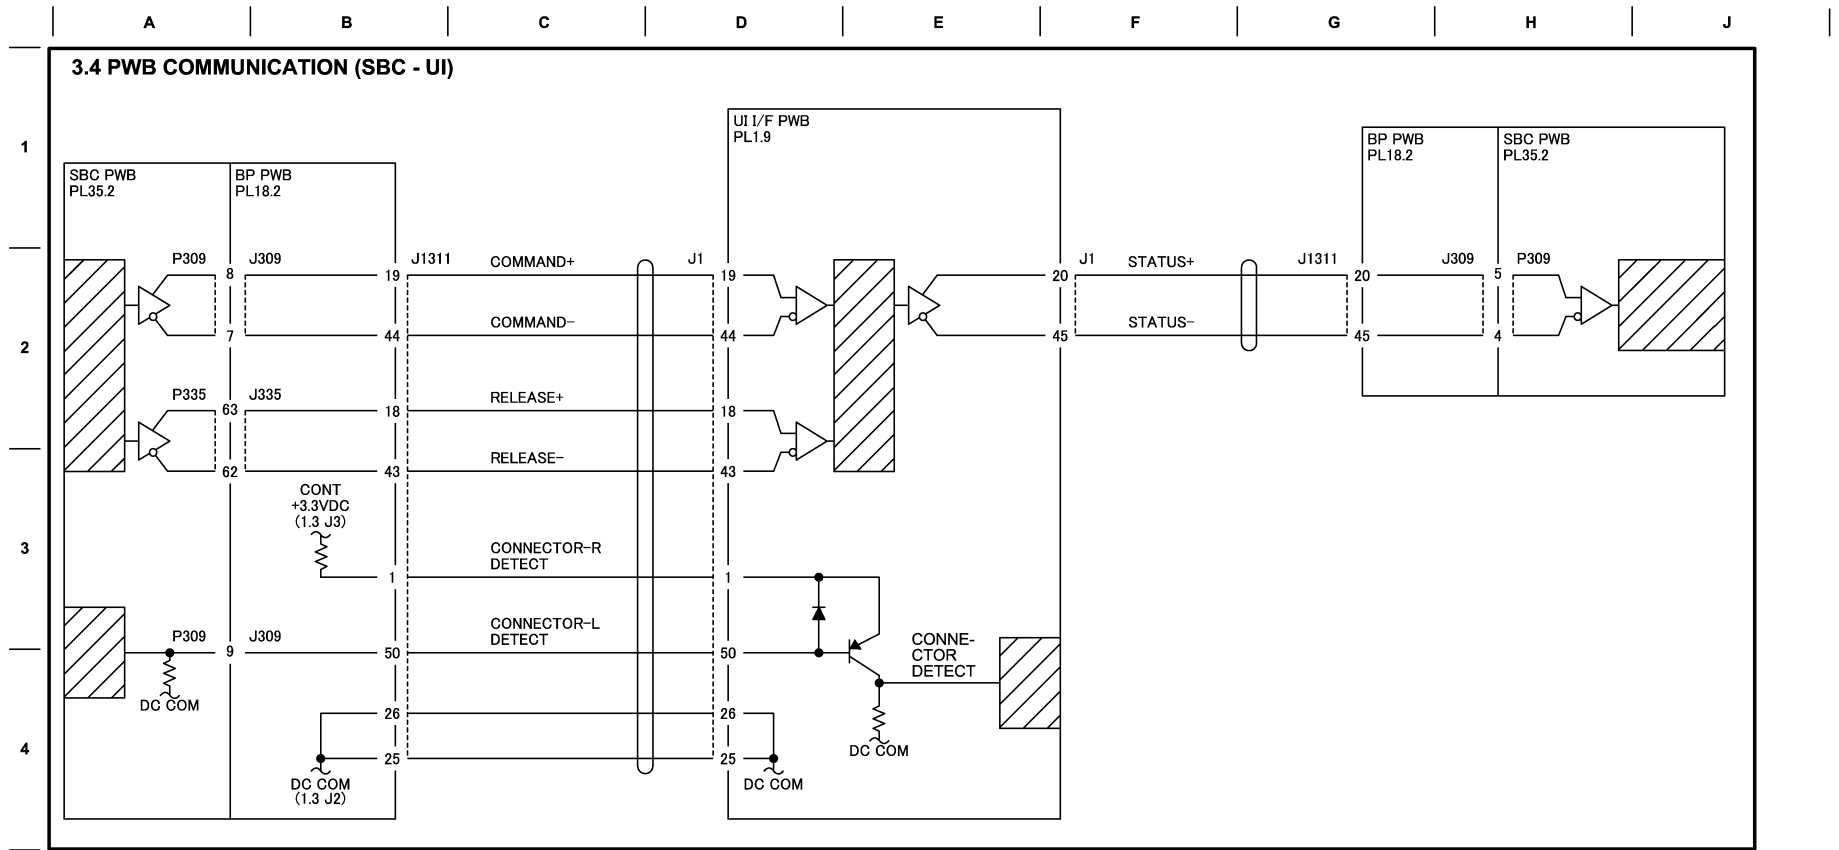 A B C D E F G H J
3.4 PWB COMMUNICATION (SBC - UI)
1
2
3
4
SBC PWB
PL35.2
BP PWB
PL18.2
UI I/F PWB
PL1.9
BP PWB
PL18.2
SBC PWB
PL35.2
P309 8 J309 19 J1311 COMMAND+ J1 19 20 J1 STATUS+ J1311 20 J309 5 P309
7 44 COMMAND− 44 45 STATUS− 45 4
P335 63 J335 18 RELEASE+ 18
62 43 RELEASE− 43
CONT
+3.3VDC
(1.3 J3)
CONNECTOR−R
DETECT
1 1
P309 9 J309 50
CONNECTOR−L
DETECT
50
CONNE-
CTOR
DETECT
DC COM
26 26
25 25
DC COM
(1.3 J2)
DC COM
DC COM